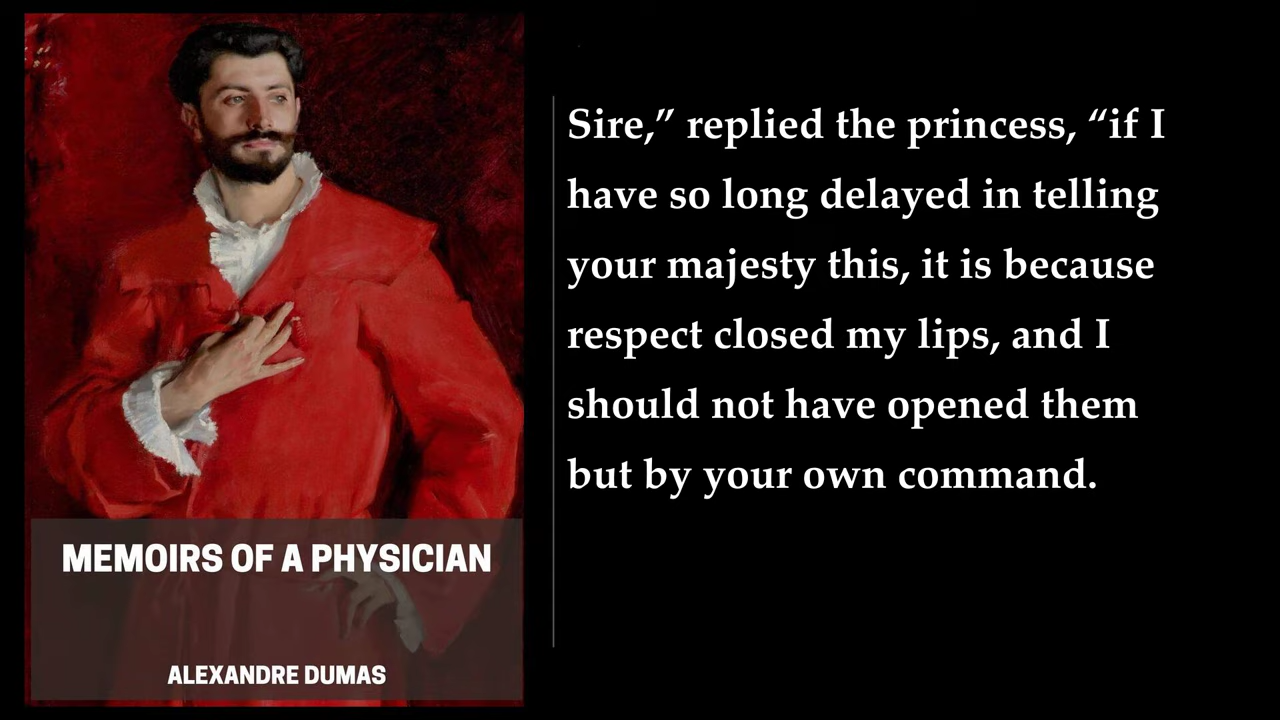 Sire,” replied the princess, “if I
have so long delayed in telling
your majesty this, it is because
respect closed my lips, and I
should not have opened them
but by your own command.
MEMOIRS OF A PHYSICIAN
ALEXANDRE DUMAS